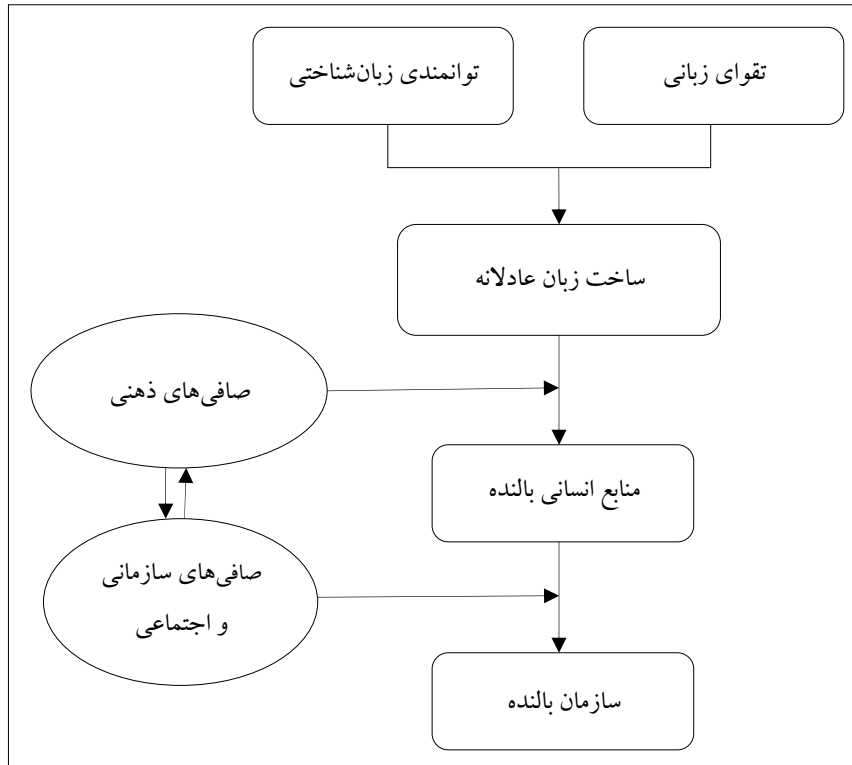 تقوای زبانی
توانمندی زبان‌شناختی
ساخت زبان عادلانه
صافی‌های ذهنی
منابع انسانی بالنده
صافی‌های سازمانی
و اجتماعی
سازمان بالنده